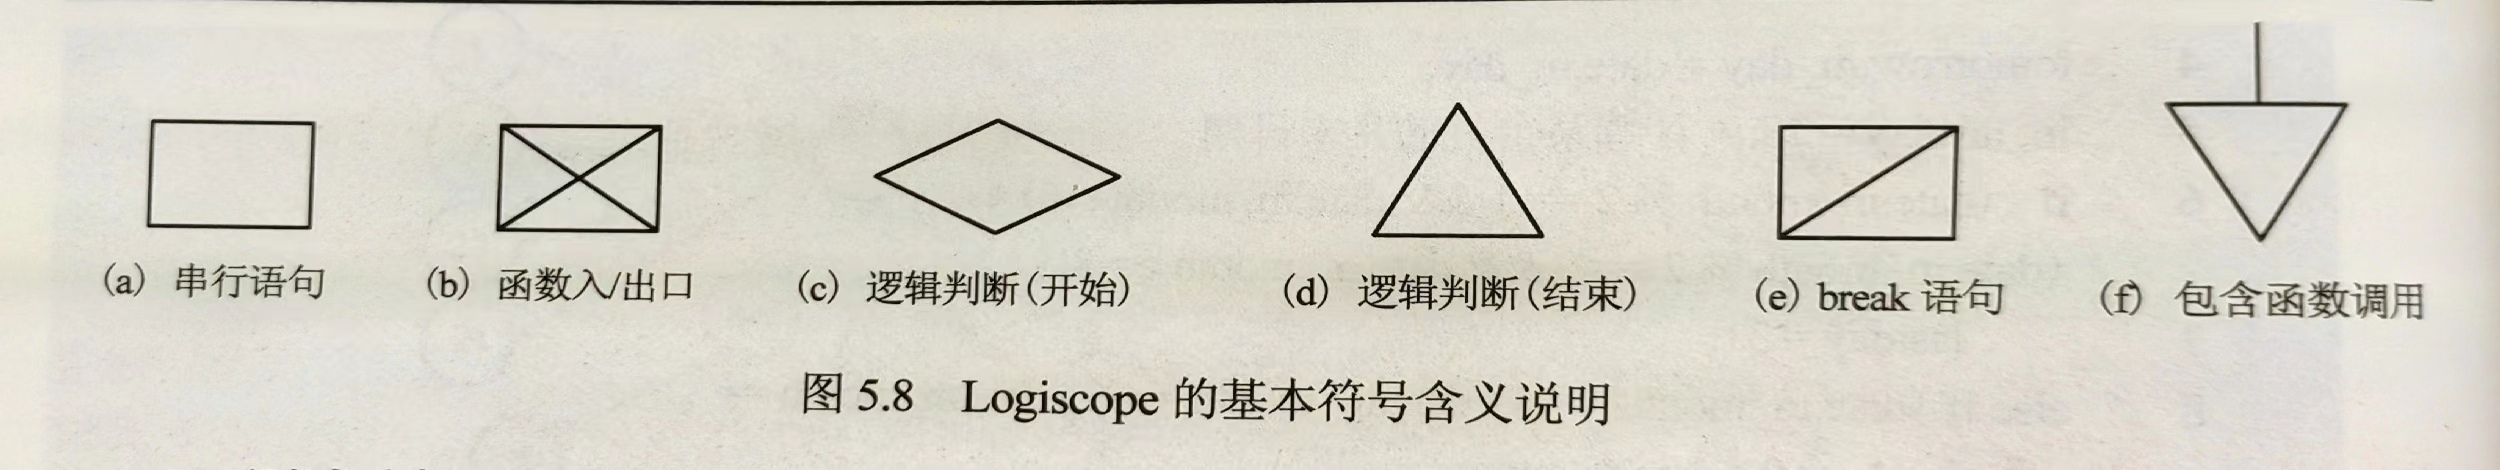 (a) 串行语句 (b) 函数入/出口 (c) 逻辑判断(开始) (d) 逻辑判断(结束) (e) break 语句 (f) 包含函数调用
图 5.8 Logiscope 的基本符号含义说明